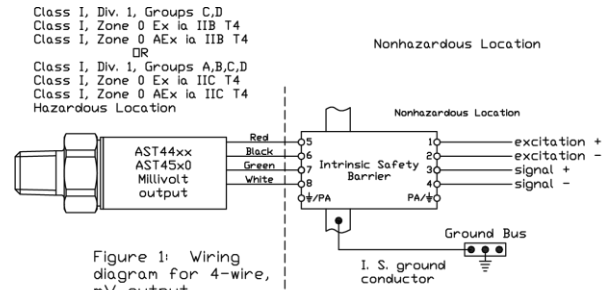 Class I, Div. 1, Groups C,D
Class I, Zone 0 Ex ia IIB T4
Class I, Zone 0 AEx ia IIB T4
OR
Class I, Div. 1, Groups A,B,C,D
Class I, Zone 0 Ex ia IIC T4
Class I, Zone 0 AEx ia IIC T4
Hazardous Location
Nonhazardous Location
Nonhazardous Location
AST44xx
AST45x0
Millivolt
output
Red
Black
Green
White
5
6
7
8
⏚/PA
Intrinsic Safety
Barrier
1
2
3
4
PA/⏚
excitation +
excitation -
signal +
signal -
Ground Bus
I. S. ground
conductor
Figure 1: Wiring
diagram for 4-wire,
mV output